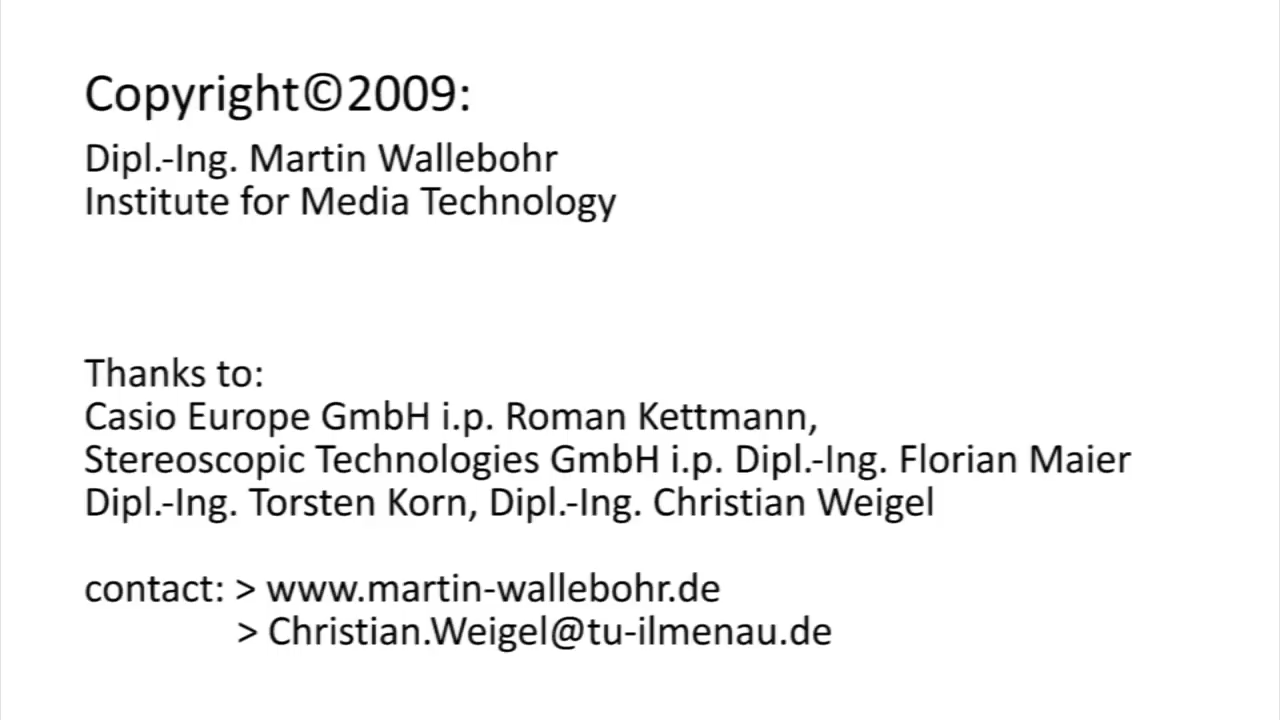 Copyright©2009:
Dipl.-Ing. Martin Wallebohr
Institute for Media Technology
Thanks to:
Casio Europe GmbH i.p. Roman Kettmann,
Stereoscopic Technologies GmbH i.p. Dipl.-Ing. Florian Maier
Dipl.-Ing. Torsten Korn, Dipl.-Ing. Christian Weigel
contact: > www.martin-wallebohr.de
> Christian.Weigel@tu-ilmenau.de